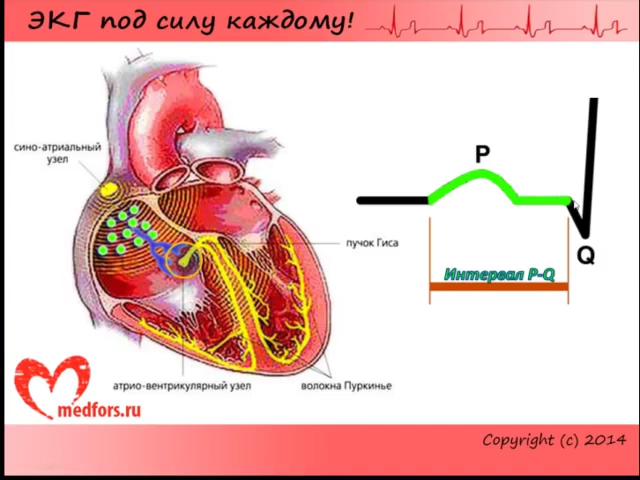 ЭКГ под силу каждому!
сино-атриальный
узел
P
пучок Гиса
Q
Интервал P-Q
атрио-вентрикулярный узел
волокна Пуркинье
medfors.ru
Copyright (c) 2014